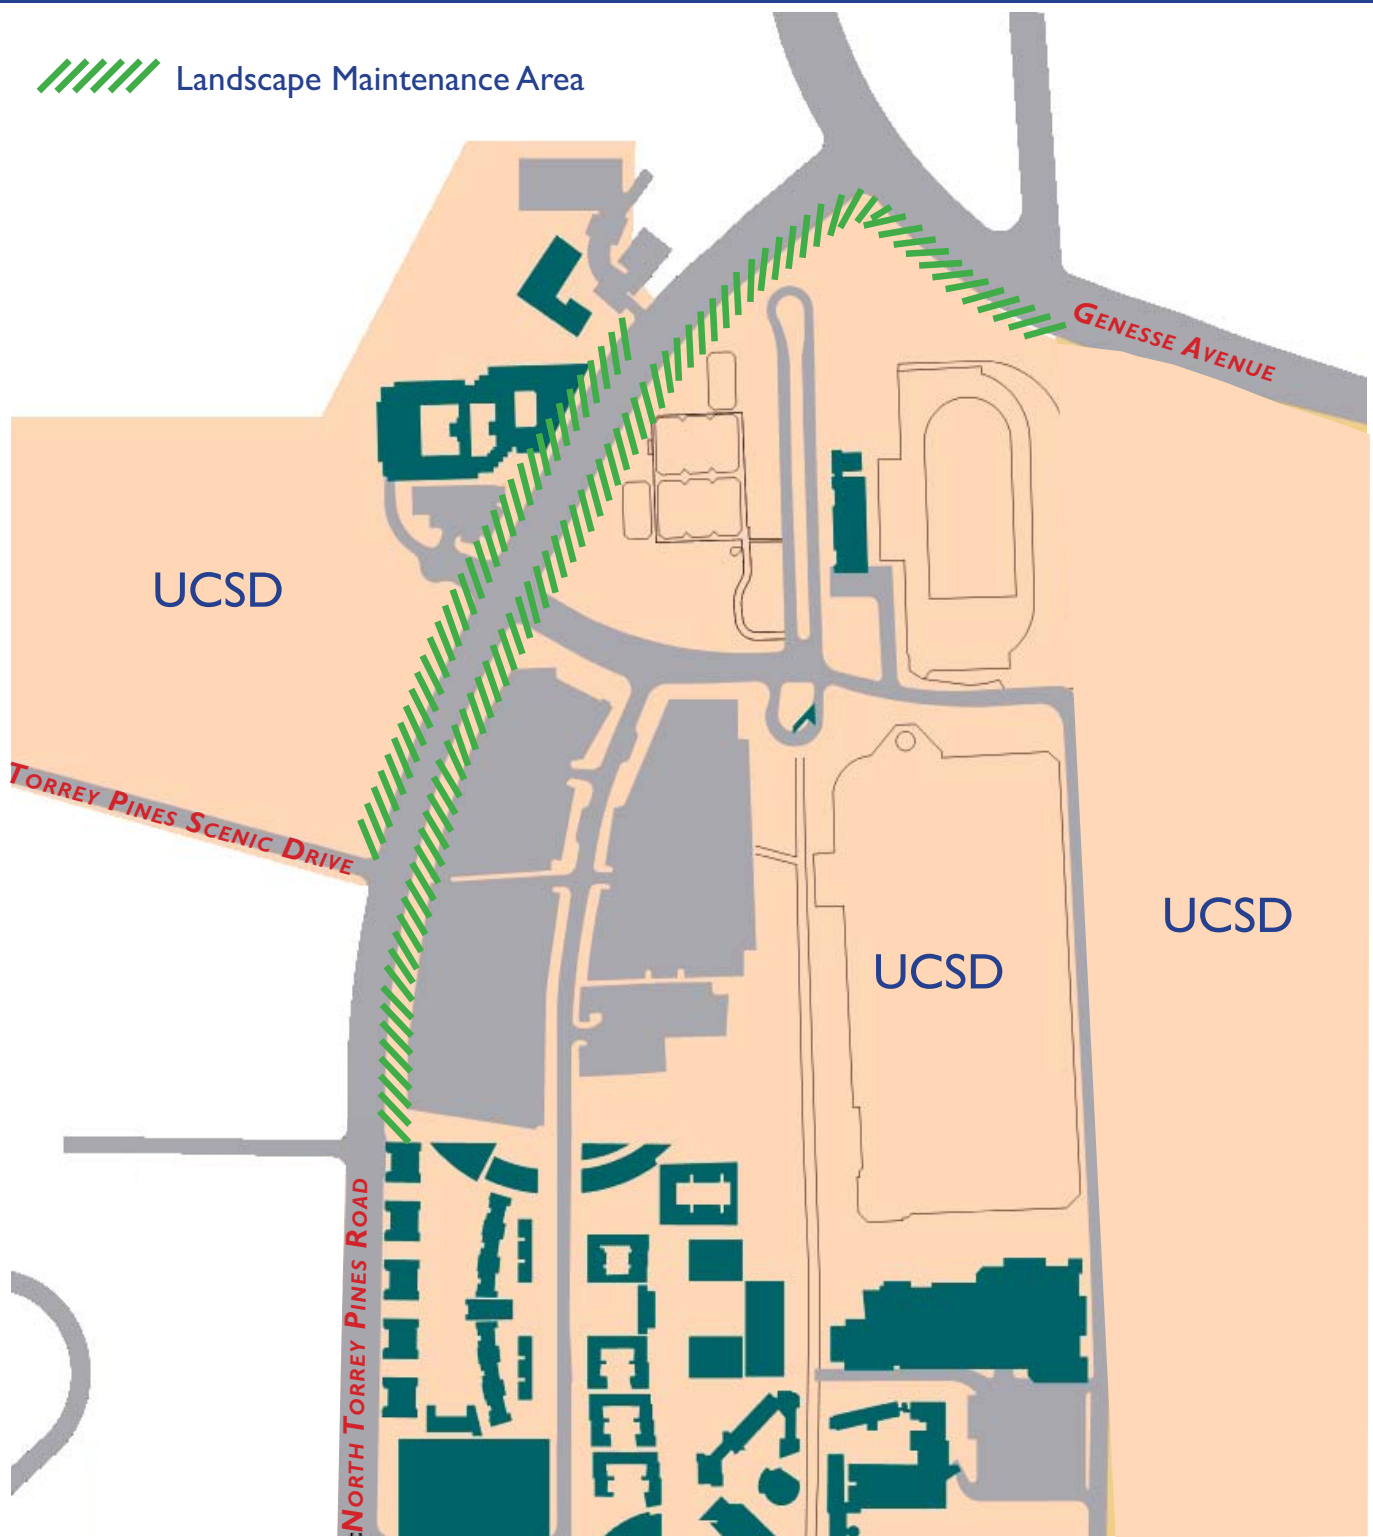 Landscape Maintenance Area
GENESSE AVENUE
UCSD
TORREY PINES SCENIC DRIVE
UCSD
UCSD
NORTH TORREY PINES ROAD